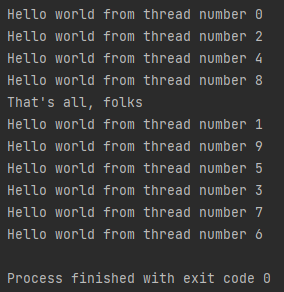 Hello world from thread number 0
Hello world from thread number 2
Hello world from thread number 4
Hello world from thread number 8
That's all, folks
Hello world from thread number 1
Hello world from thread number 9
Hello world from thread number 5
Hello world from thread number 3
Hello world from thread number 7
Hello world from thread number 6
Process finished with exit code 0